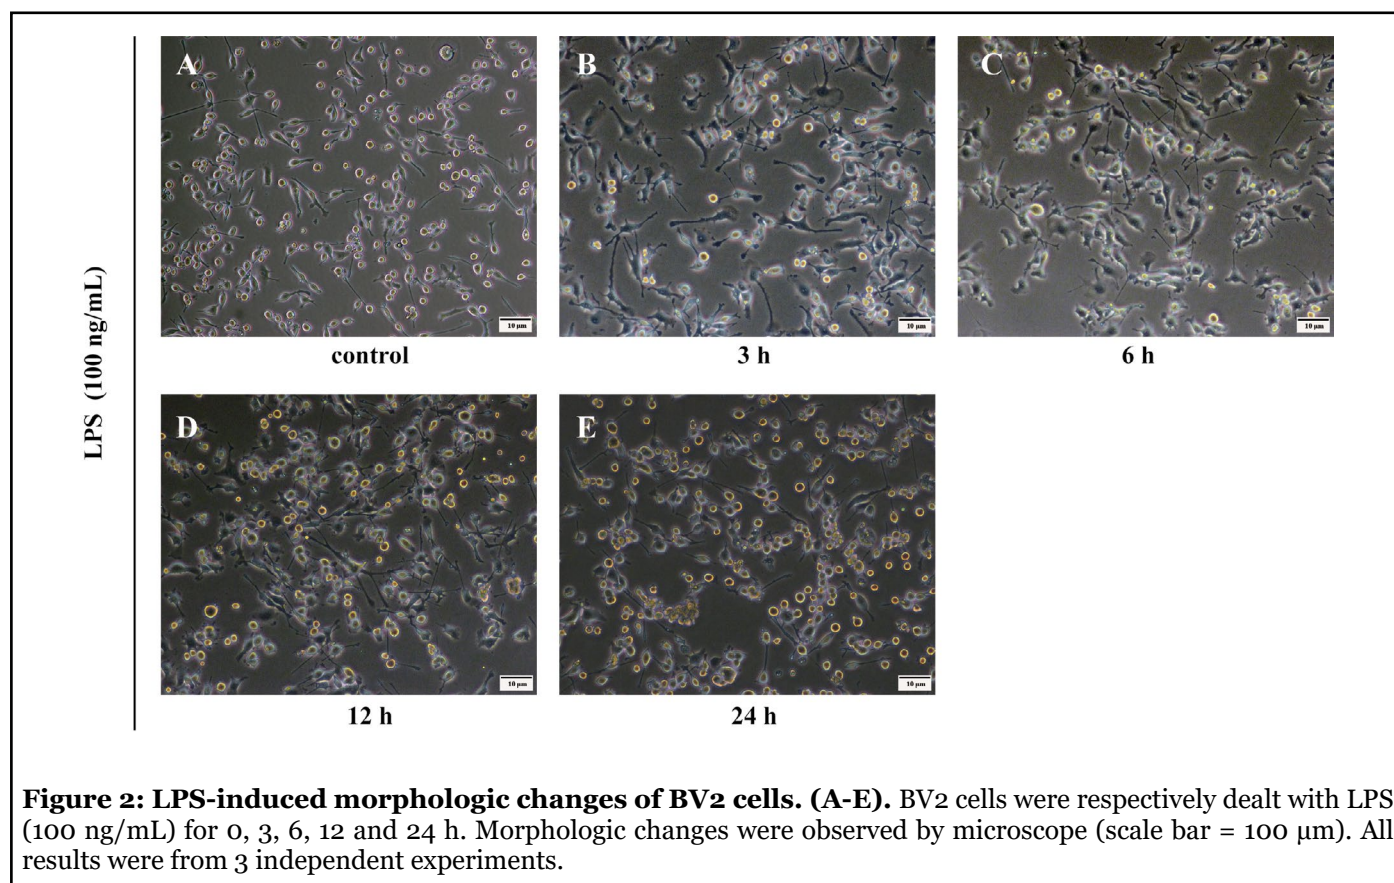 A
B
C
LPS (100 ng/mL)
10 µm
10 µm
10 µm
control
3 h
6 h
D
E
10 µm
10 µm
12 h
24 h
Figure 2: LPS-induced morphologic changes of BV2 cells. (A-E). BV2 cells were respectively dealt with LPS
(100 ng/mL) for 0, 3, 6, 12 and 24 h. Morphologic changes were observed by microscope (scale bar = 100 µm). All
results were from 3 independent experiments.